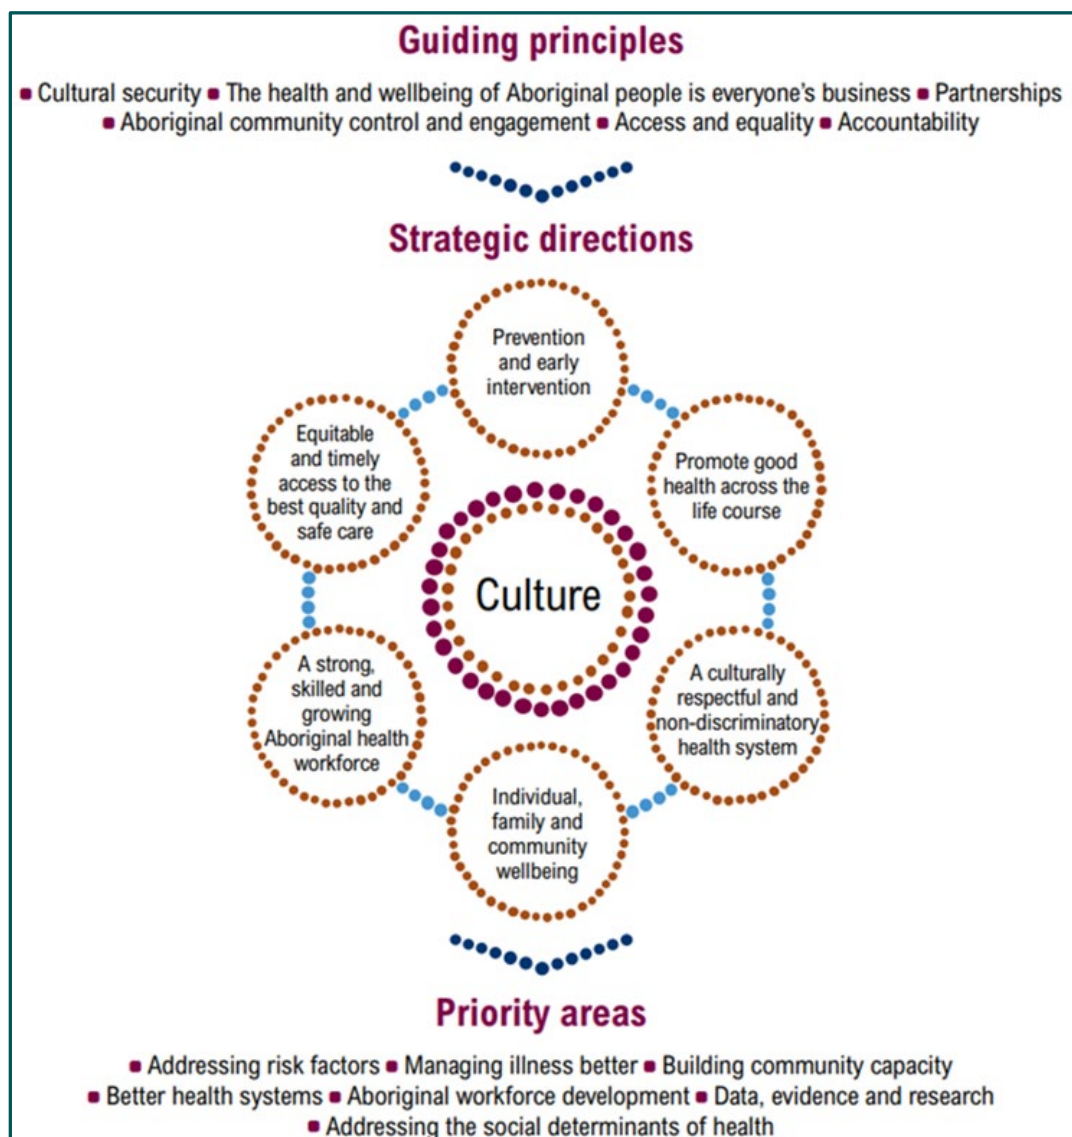 Guiding principles
▪ Cultural security ▪ The health and wellbeing of Aboriginal people is everyone's business ▪ Partnerships
▪ Aboriginal community control and engagement ▪ Access and equality ▪ Accountability
Strategic directions
Prevention
and early
intervention
Equitable
and timely
access to the
best quality and
safe care
Promote good
health across the
life course
Culture
A strong,
skilled and
growing
Aboriginal health
workforce
A culturally
respectful and
non-discriminatory
health system
Individual,
family and
community
wellbeing
Priority areas
▪ Addressing risk factors ▪ Managing illness better ▪ Building community capacity
▪ Better health systems ▪ Aboriginal workforce development ▪ Data, evidence and research
▪ Addressing the social determinants of health